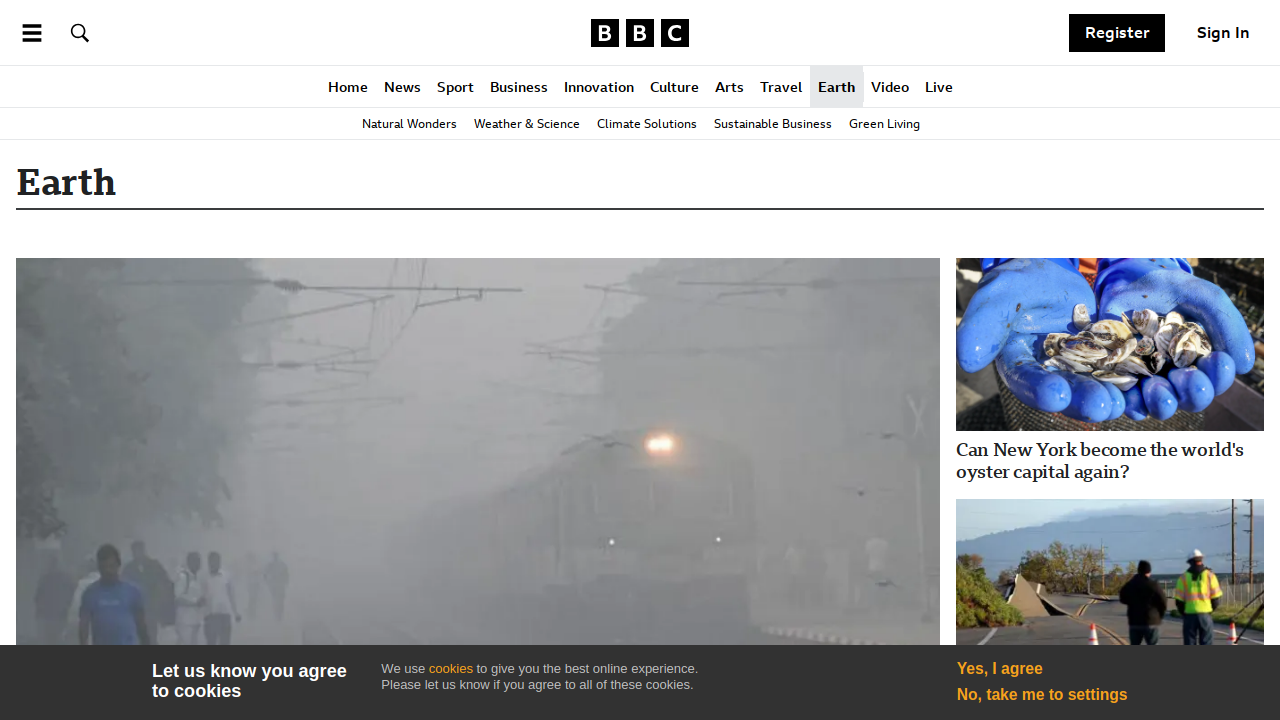 BBC
Register
Sign In
Home News Sport Business Innovation Culture Arts Travel Earth Video Live
Natural Wonders Weather & Science Climate Solutions Sustainable Business Green Living
Earth
Can New York become the world's
oyster capital again?
Let us know you agree
to cookies
We use cookies to give you the best online experience.
Please let us know if you agree to all of these cookies.
Yes, I agree
No, take me to settings